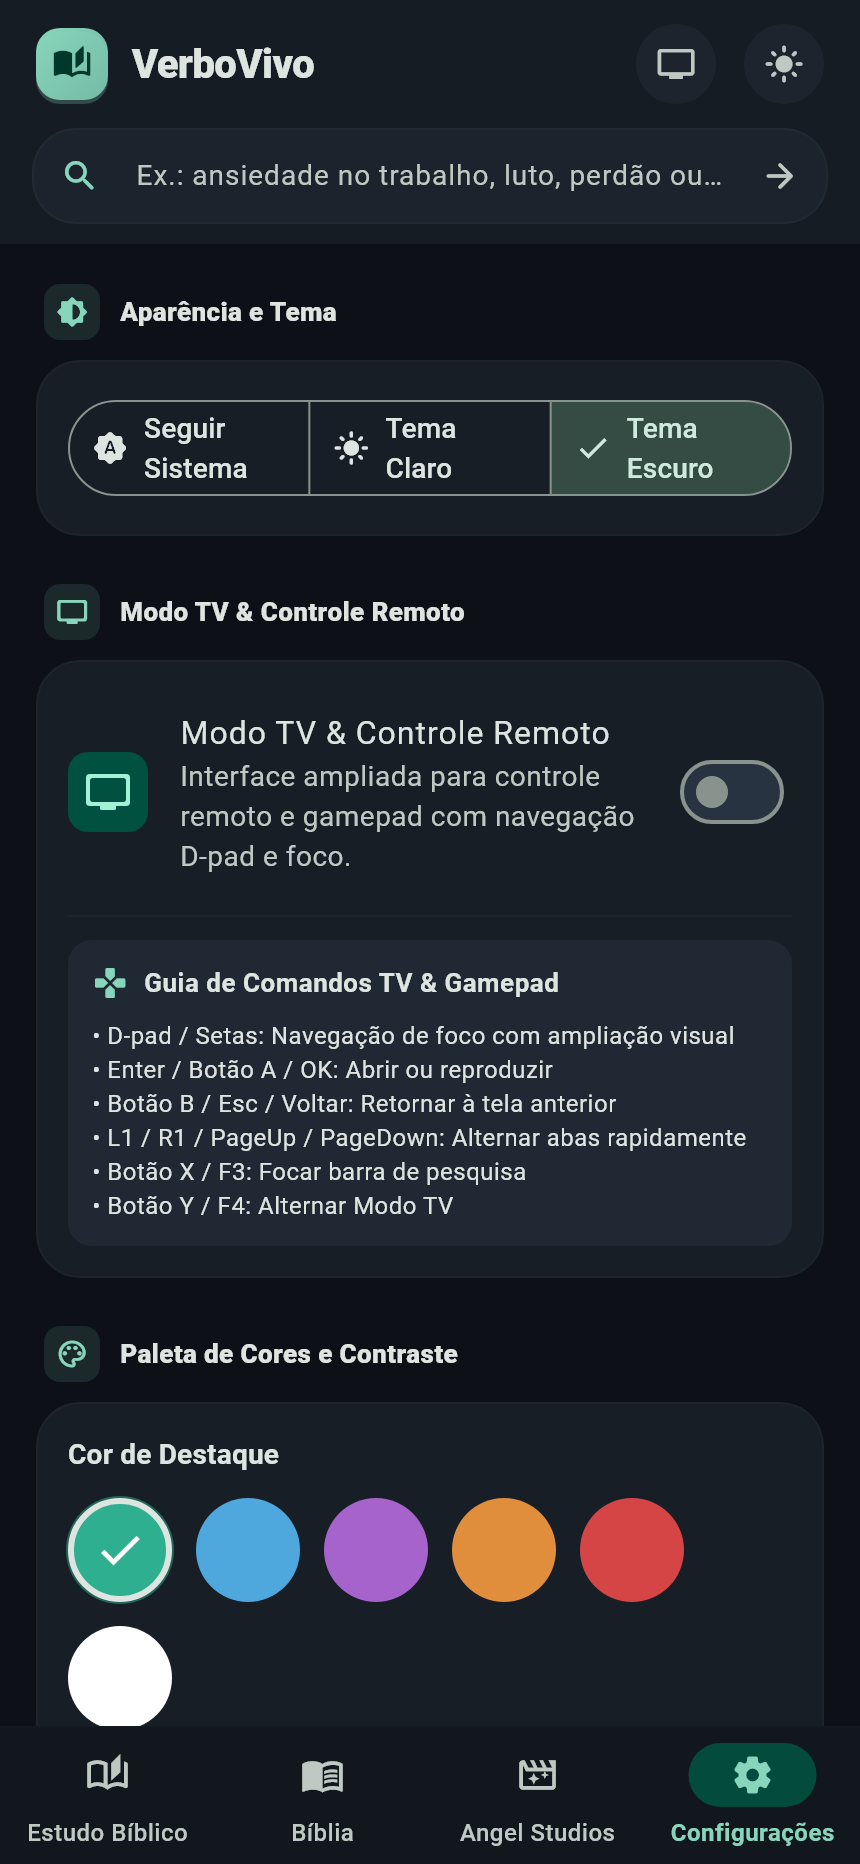 VerboVivo
Ex.: ansiedade no trabalho, luto, perdão ou...
Aparência e Tema
A
Seguir
Sistema
Tema
Claro
Tema
Escuro
Modo TV & Controle Remoto
Modo TV & Controle Remoto
Interface ampliada para controle
remoto e gamepad com navegação
D-pad e foco.
Guia de Comandos TV & Gamepad
• D-pad / Setas: Navegação de foco com ampliação visual
• Enter / Botão A / OK: Abrir ou reproduzir
• Botão B / Esc / Voltar: Retornar à tela anterior
• L1 / R1 / PageUp / PageDown: Alternar abas rapidamente
• Botão X / F3: Focar barra de pesquisa
• Botão Y / F4: Alternar Modo TV
Paleta de Cores e Contraste
Cor de Destaque
Estudo Bíblico
Bíblia
Angel Studios
Configurações